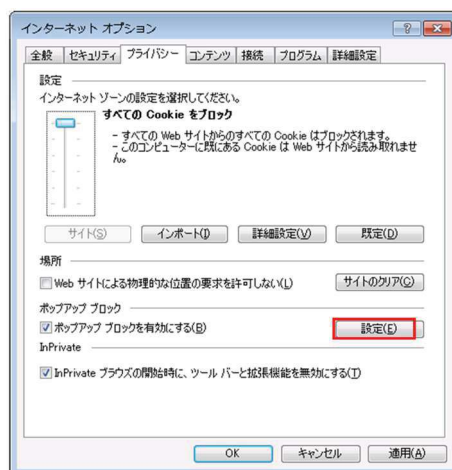 インターネット オプション
全般 セキュリティ プライバシー コンテンツ 接続 プログラム 詳細設定
設定
インターネット ゾーンの設定を選択してください。
すべての Cookie をブロック
- すべての Web サイトからのすべての Cookie はブロックされます。
- このコンピューターに既にある Cookie は Web サイトから読み取れませ
ん。
サイト(S) インポート(I) 詳細設定(V) 既定(D)
場所
Web サイトによる物理的な位置の要求を許可しない(L) サイトのクリア(C)
ポップアップ ブロック
ポップアップ ブロックを有効にする(B) 設定(E)
InPrivate
InPrivate ブラウズの開始時に、ツール バーと拡張機能を無効にする(T)
OK キャンセル 適用(A)